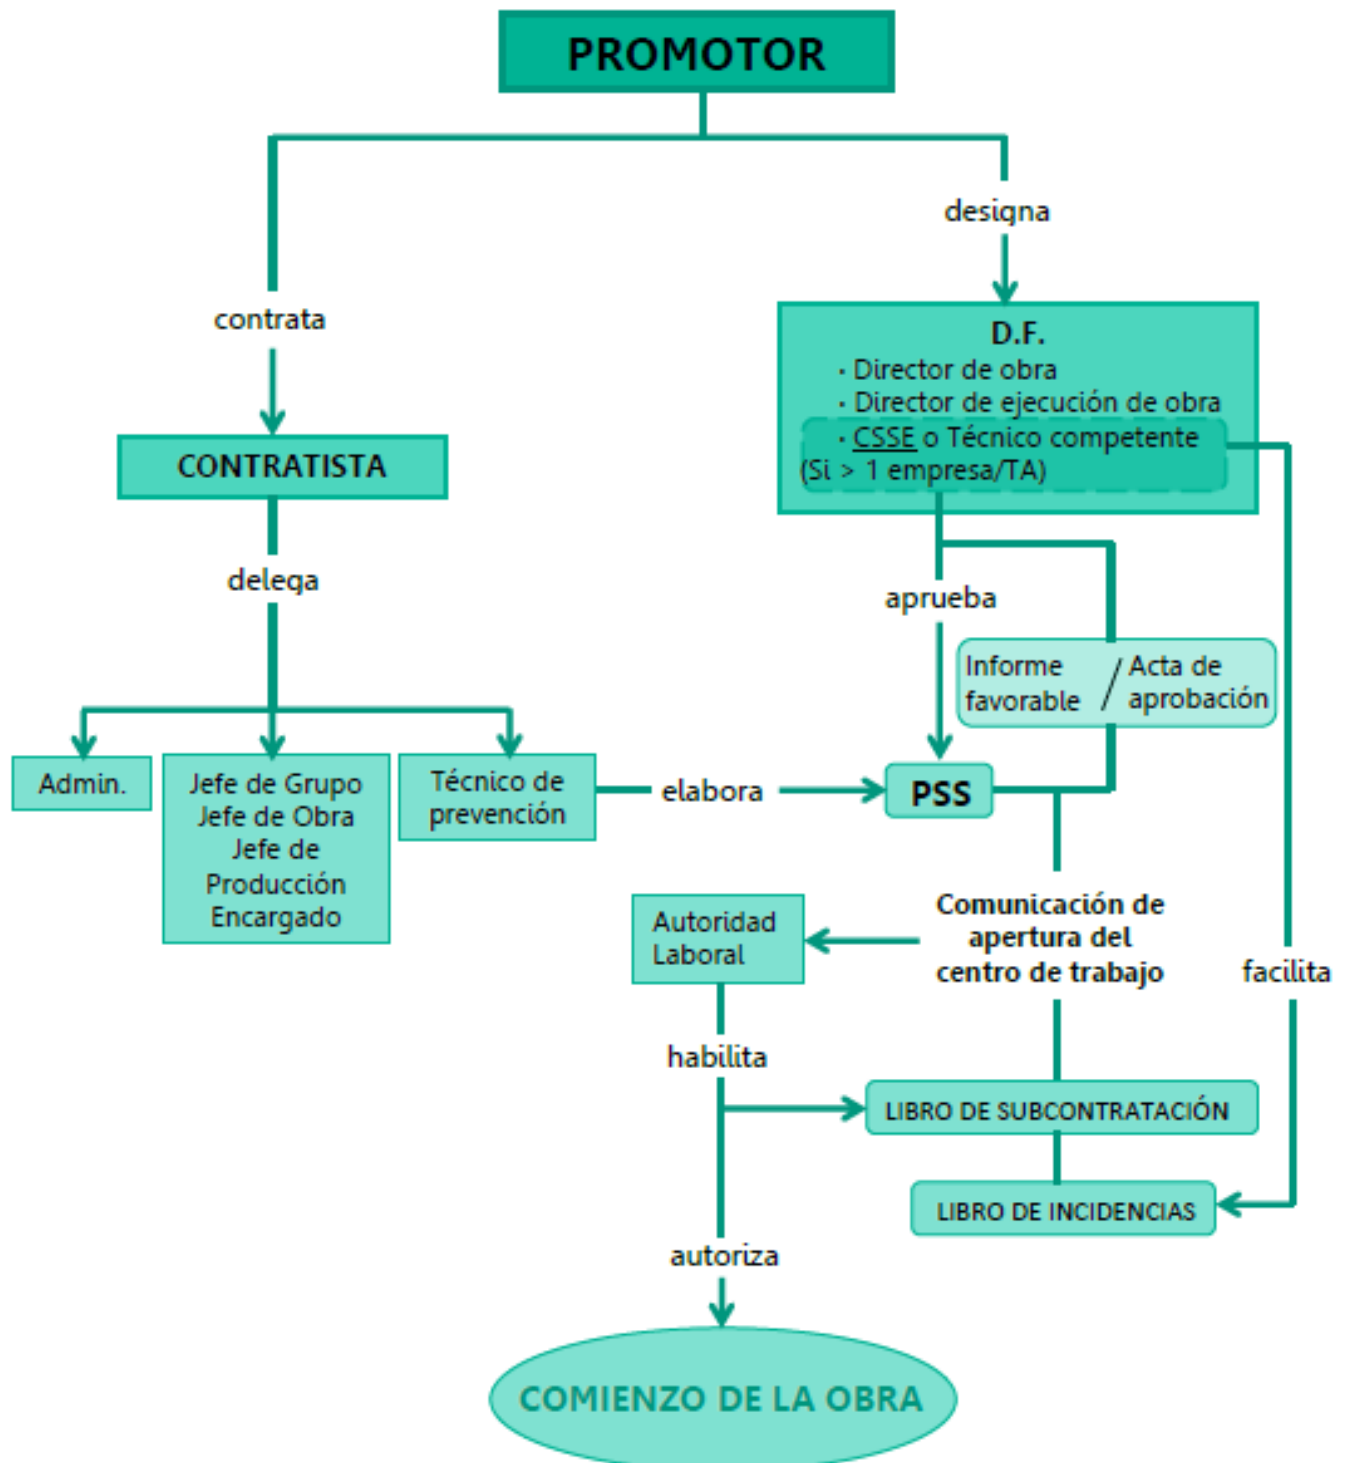 PROMOTOR
designa
contrata
D.F.
· Director de obra
· Director de ejecución de obra
· CSSE o Técnico competente
(Si > 1 empresa/TA)
CONTRATISTA
delega
aprueba
Informe
favorable
/
Acta de
aprobación
Admin.
Jefe de Grupo
Jefe de Obra
Jefe de
Producción
Encargado
Técnico de
prevención
elabora
PSS
Autoridad
Laboral
Comunicación de
apertura del
centro de trabajo
facilita
habilita
LIBRO DE SUBCONTRATACIÓN
LIBRO DE INCIDENCIAS
autoriza
COMIENZO DE LA OBRA